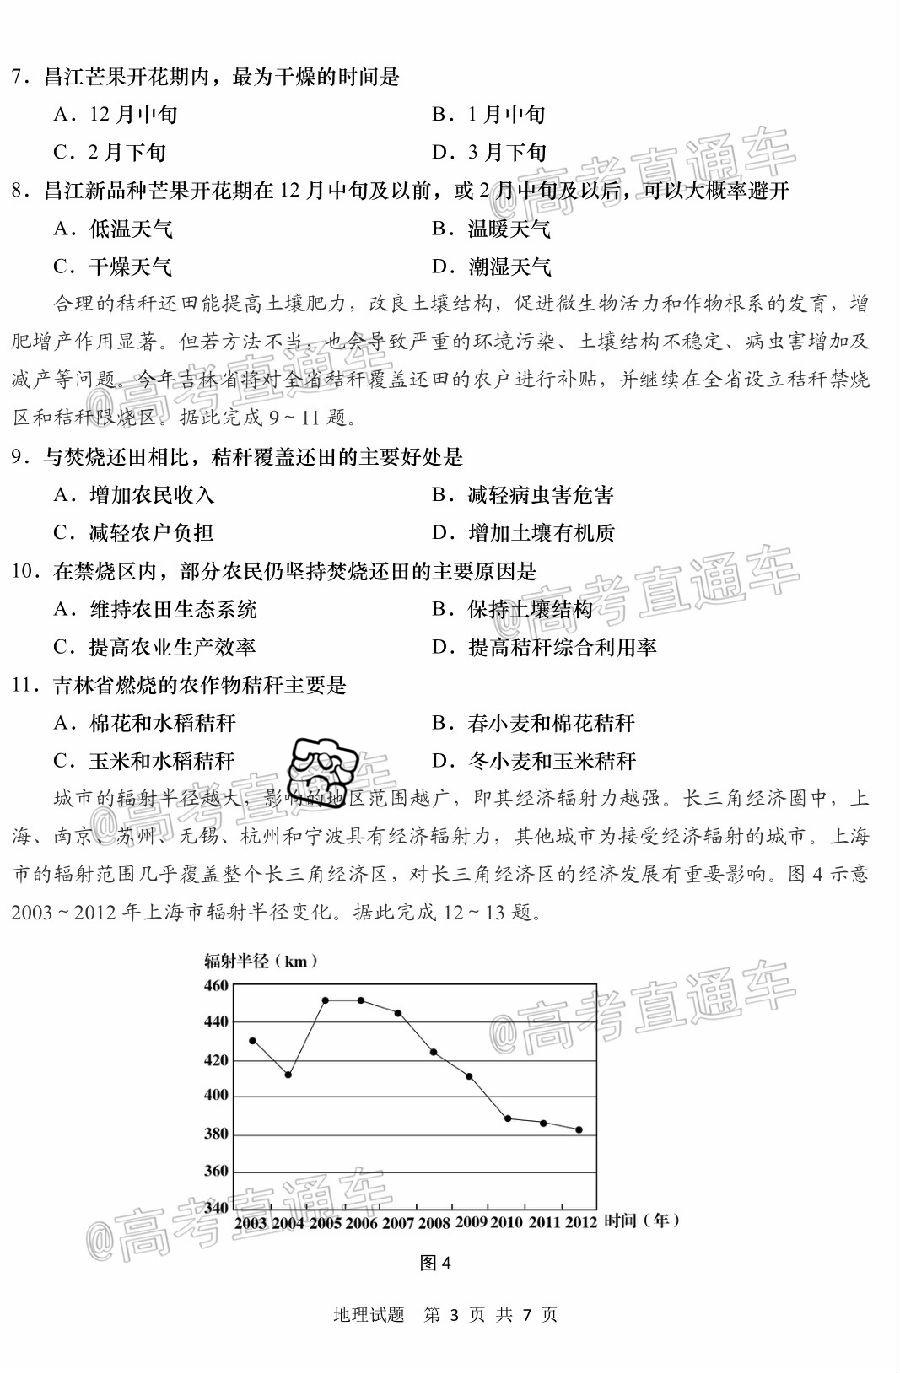 7．昌江芒果开花期内，最为干燥的时间是
A．12月中旬 B．1月中旬
C．2月下旬 D．3月下旬
8．昌江新品种芒果开花期在12月中旬及以前，或2月中旬及以后，可以大概率避开
A．低温天气 B．温暖天气
C．干燥天气 D．潮湿天气
合理的秸秆还田能提高土壤肥力，改良土壤结构，促进微生物活力和作物根系的发育，增
肥增产作用显著。但若方法不当，也会导致严重的环境污染、土壤结构不稳定、病虫害增加及
减产等问题。今年吉林省将对全省秸秆覆盖还田的农户进行补贴，并继续在全省设立秸秆禁烧
区和秸秆限烧区。据此完成9~11题。
9．与焚烧还田相比，秸秆覆盖还田的主要好处是
A．增加农民收入 B．减轻病虫害危害
C．减轻农户负担 D．增加土壤有机质
10．在禁烧区内，部分农民仍坚持焚烧还田的主要原因是
A．维持农田生态系统 B．保持土壤结构
C．提高农业生产效率 D．提高秸秆综合利用率
11．吉林省燃烧的农作物秸秆主要是
A．棉花和水稻秸秆 B．春小麦和棉花秸秆
C．玉米和水稻秸秆 D．冬小麦和玉米秸秆
城市的辐射半径越大，影响的地区范围越广，即其经济辐射力越强。长三角经济圈中，上
海、南京、苏州、无锡、杭州和宁波具有经济辐射力，其他城市为接受经济辐射的城市。上海
市的辐射范围几乎覆盖整个长三角经济区，对长三角经济区的经济发展有重要影响。图4示意
2003~2012年上海市辐射半径变化。据此完成12~13题。
辐射半径（km）
460
440
420
400
380
360
340
2003 2004 2005 2006 2007 2008 2009 2010 2011 2012 时间（年）
图4
地理试题 第3页共7页
@高考直通车
@高考直通车
@高考直通车
@高考直通车
@高考直通车
@高考直通车